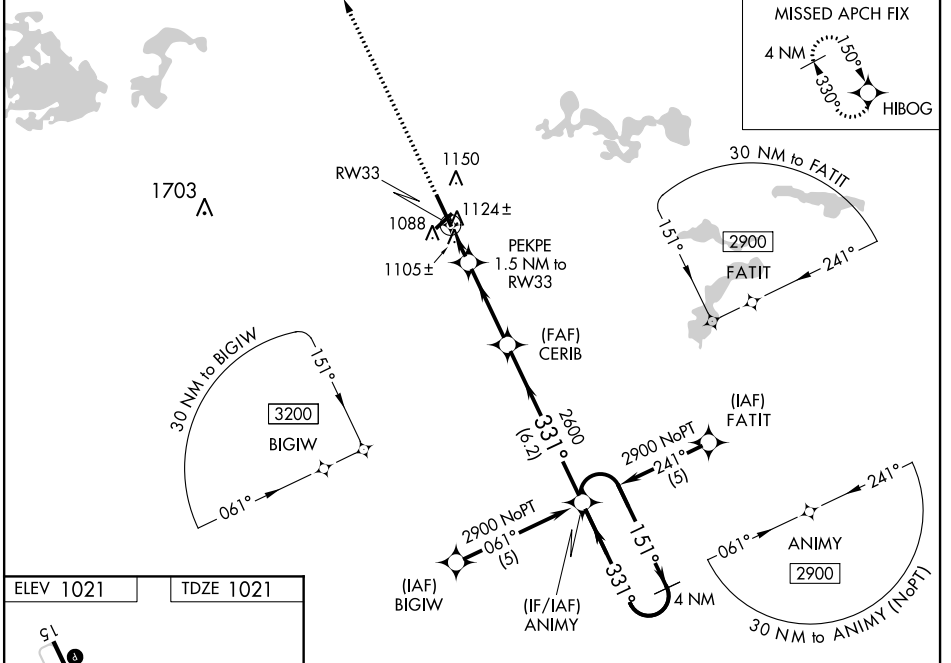 MISSED APCH FIX
4 NM
150°
330°
HIBOG
30 NM to FATIT
151°
2900
FATIT
241°
1703
RW33
1150
1124±
1088
1105±
PEKPE
1.5 NM to
RW33
(FAF)
CERIB
30 NM to BIGIW
151°
3200
BIGIW
061°
2600
331°
(6.2)
(IAF)
FATIT
2900 NoPT
241°
(5)
2900 NoPT
061°
(5)
(IAF)
BIGIW
(IF/IAF)
ANIMY
151°
331°
4 NM
061°
241°
ANIMY
2900
30 NM to ANIMY (NoPT)
ELEV 1021
TDZE 1021
15
P